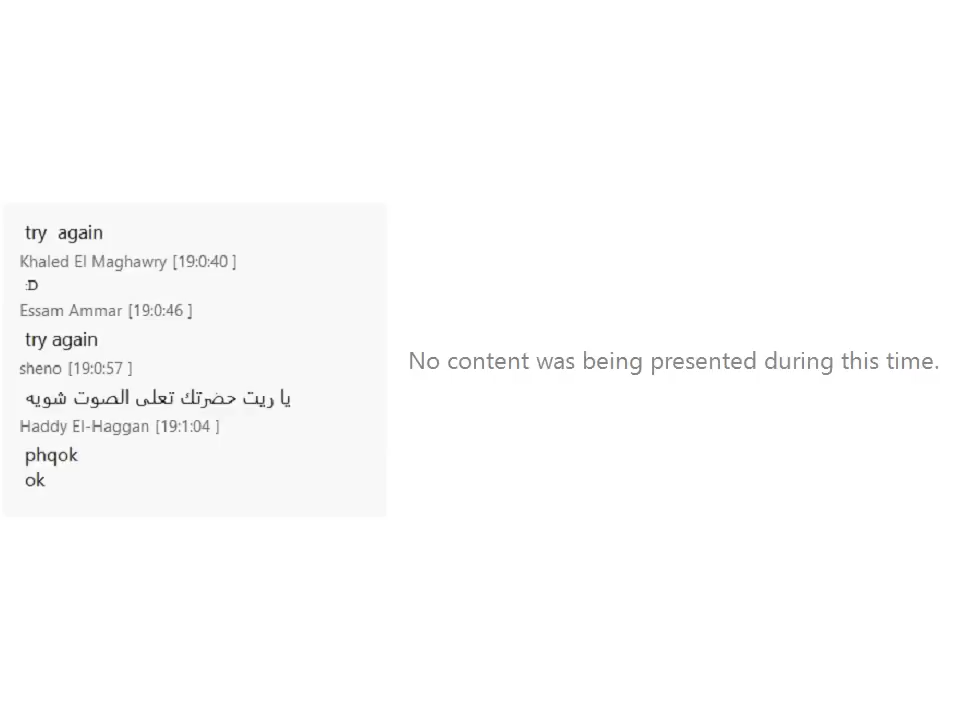 try again
Khaled El Maghawry [19:0:40 ]
:D
Essam Ammar [19:0:46 ]
try again
sheno [19:0:57 ]
يا ريت حضرتك تعلى الصوت شويه
Haddy El-Haggan [19:1:04 ]
phqok
ok
No content was being presented during this time.